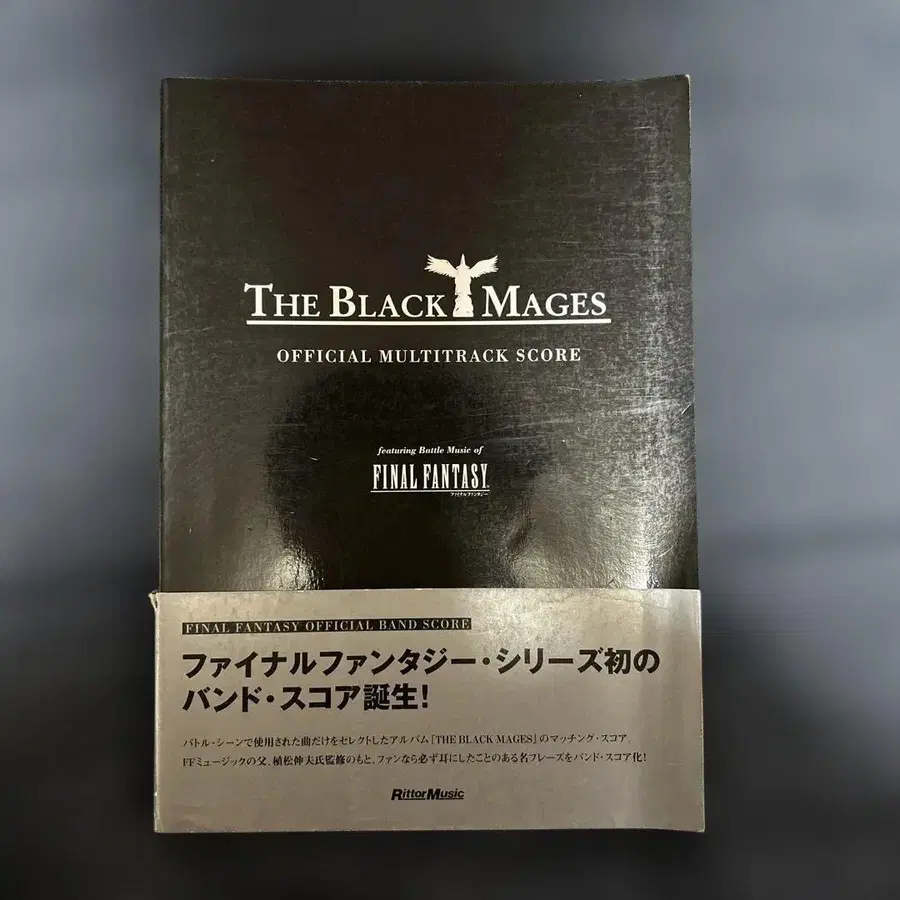 THE BLACK MAGES
OFFICIAL MULTITRACK SCORE
featuring Battle Music of
FINAL FANTASY
ファイナルファンタジー
FINAL FANTASY OFFICIAL BAND SCORE
ファイナルファンタジー・シリーズ初の
バンド・スコア誕生!
バトル・シーンで使用された曲だけをセレクトしたアルバム『THE BLACK MAGES』のマッチング・スコア。
FFミュージックの父、植松伸夫氏監修のもと、ファンなら必ず耳にしたことのある名フレーズをバンド・スコア化!
RittorMusic